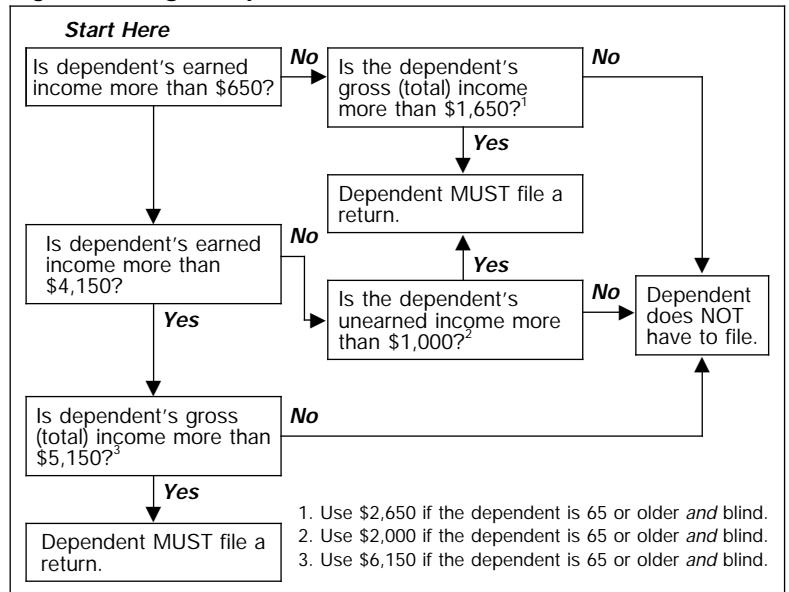 Start Here
Is dependent's earned
income more than $650?
No
Is the dependent's
gross (total) income
more than $1,650?1
No
Yes
Dependent MUST file a
return.
Is dependent's earned
income more than
$4,150?
No
Yes
Is the dependent's
unearned income more
than $1,000?2
No
Dependent
does NOT
have to file.
Yes
Is dependent's gross
(total) income more than
$5,150?3
No
Yes
Dependent MUST file a
return.
1. Use $2,650 if the dependent is 65 or older and blind.
2. Use $2,000 if the dependent is 65 or older and blind.
3. Use $6,150 if the dependent is 65 or older and blind.